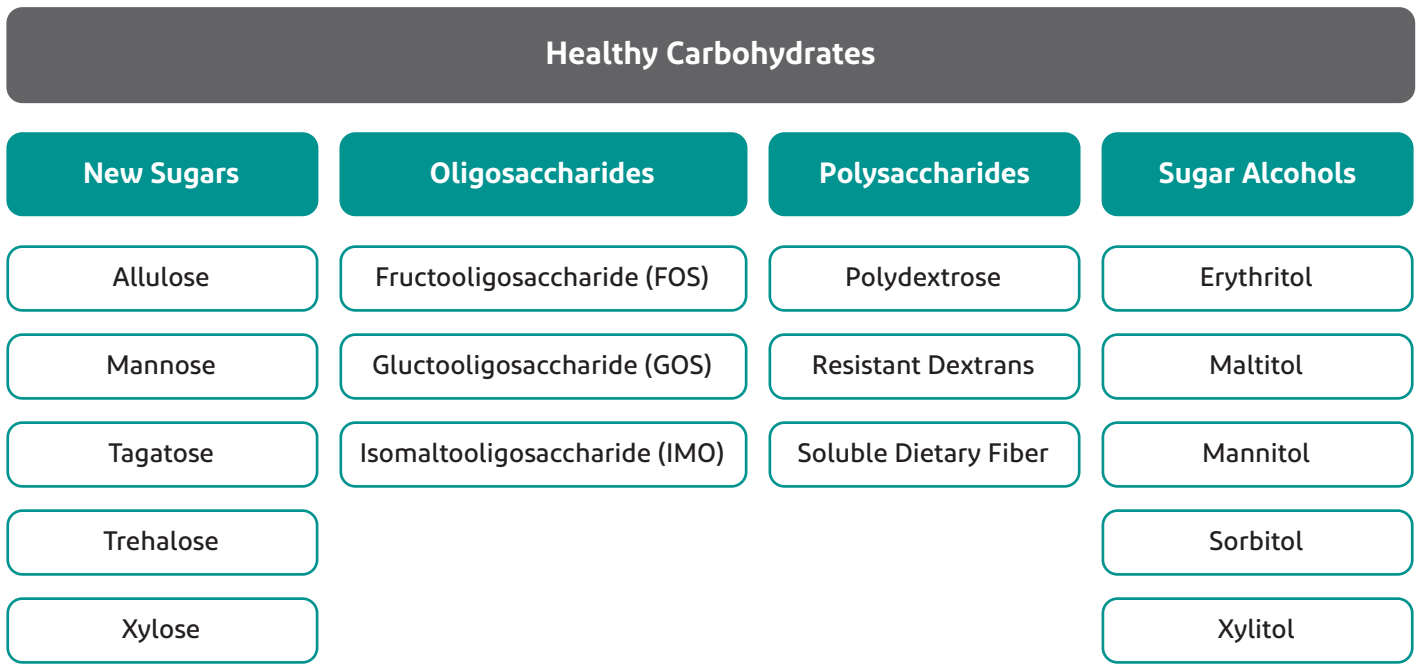 Healthy Carbohydrates
New Sugars
Allulose
Mannose
Tagatose
Trehalose
Xylose
Oligosaccharides
Fructooligosaccharide (FOS)
Gluctooligosaccharide (GOS)
Isomaltooligosaccharide (IMO)
Polysaccharides
Polydextrose
Resistant Dextrans
Soluble Dietary Fiber
Sugar Alcohols
Erythritol
Maltitol
Mannitol
Sorbitol
Xylitol